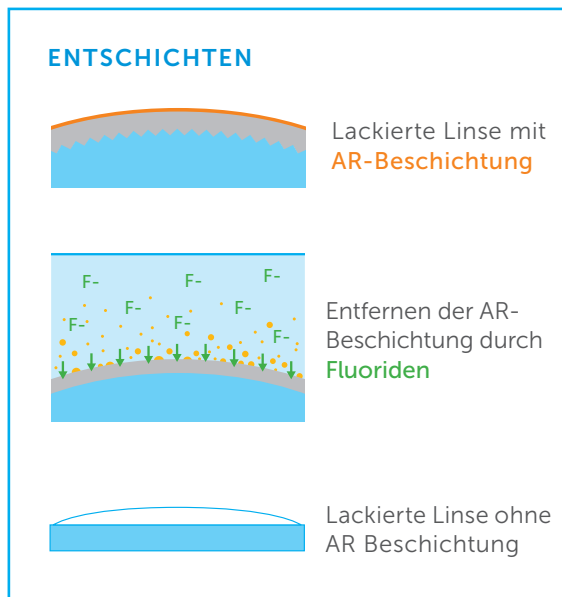 ENTSCHICHTEN
Lackierte Linse mit
AR-Beschichtung
F-
F-
F-
F-
F-
F-
F-
F-
Entfernen der AR-
Beschichtung durch
Fluoriden
Lackierte Linse ohne
AR Beschichtung